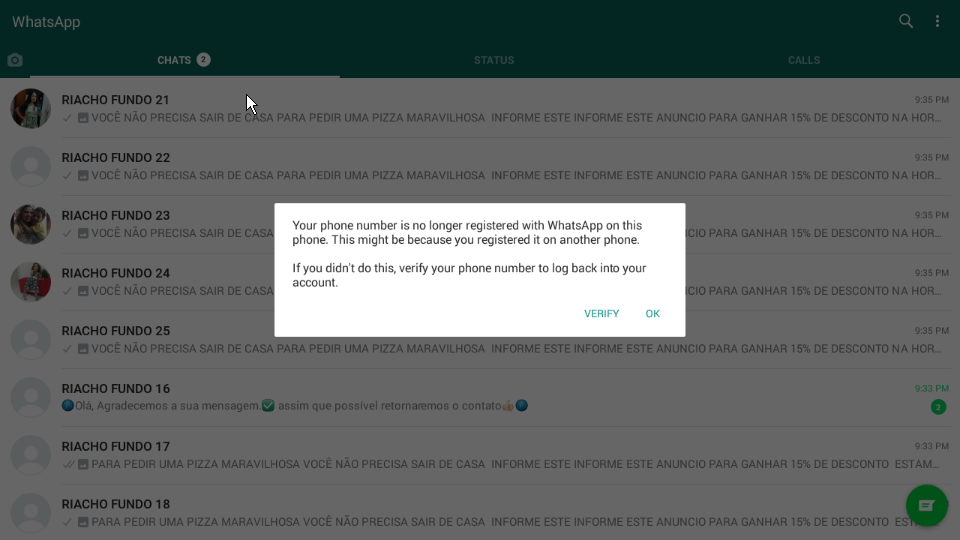 WhatsApp
CHATS 2
STATUS
CALLS
RIACHO FUNDO 21 9:35 PM
VOCÊ NÃO PRECISA SAIR DE CASA PARA PEDIR UMA PIZZA MARAVILHOSA INFORME ESTE INFORME ESTE ANUNCIO PARA GANHAR 15% DE DESCONTO NA HOR...
RIACHO FUNDO 22 9:35 PM
VOCÊ NÃO PRECISA SAIR DE CASA PARA PEDIR UMA PIZZA MARAVILHOSA INFORME ESTE INFORME ESTE ANUNCIO PARA GANHAR 15% DE DESCONTO NA HOR...
RIACHO FUNDO 23 9:35 PM
VOCÊ NÃO PRECISA SAIR DE CASA INFORME ESTE ANUNCIO PARA GANHAR 15% DE DESCONTO NA HOR...
RIACHO FUNDO 24 9:35 PM
VOCÊ NÃO PRECISA SAIR DE CASA INFORME ESTE ANUNCIO PARA GANHAR 15% DE DESCONTO NA HOR...
Your phone number is no longer registered with WhatsApp on this
phone. This might be because you registered it on another phone.
If you didn't do this, verify your phone number to log back into your
account.
VERIFY OK
RIACHO FUNDO 25 9:35 PM
VOCÊ NÃO PRECISA SAIR DE CASA PARA PEDIR UMA PIZZA MARAVILHOSA INFORME ESTE INFORME ESTE ANUNCIO PARA GANHAR 15% DE DESCONTO NA HOR...
RIACHO FUNDO 16 9:33 PM
Olá, Agradecemos a sua mensagem.✅ assim que possível retornaremos o contato👍 2
RIACHO FUNDO 17 9:33 PM
PARA PEDIR UMA PIZZA MARAVILHOSA VOCÊ NÃO PRECISA SAIR DE CASA INFORME ESTE INFORME ESTE ANUNCIO PARA GANHAR 15% DE DESCONTO ESTAM...
RIACHO FUNDO 18
PARA PEDIR UMA PIZZA MARAVILHOSA VOCÊ NÃO PRECISA SAIR DE CASA INFORME ESTE INFORME ESTE ANUNCIO PARA GANHAR 15% DE DESCONTO